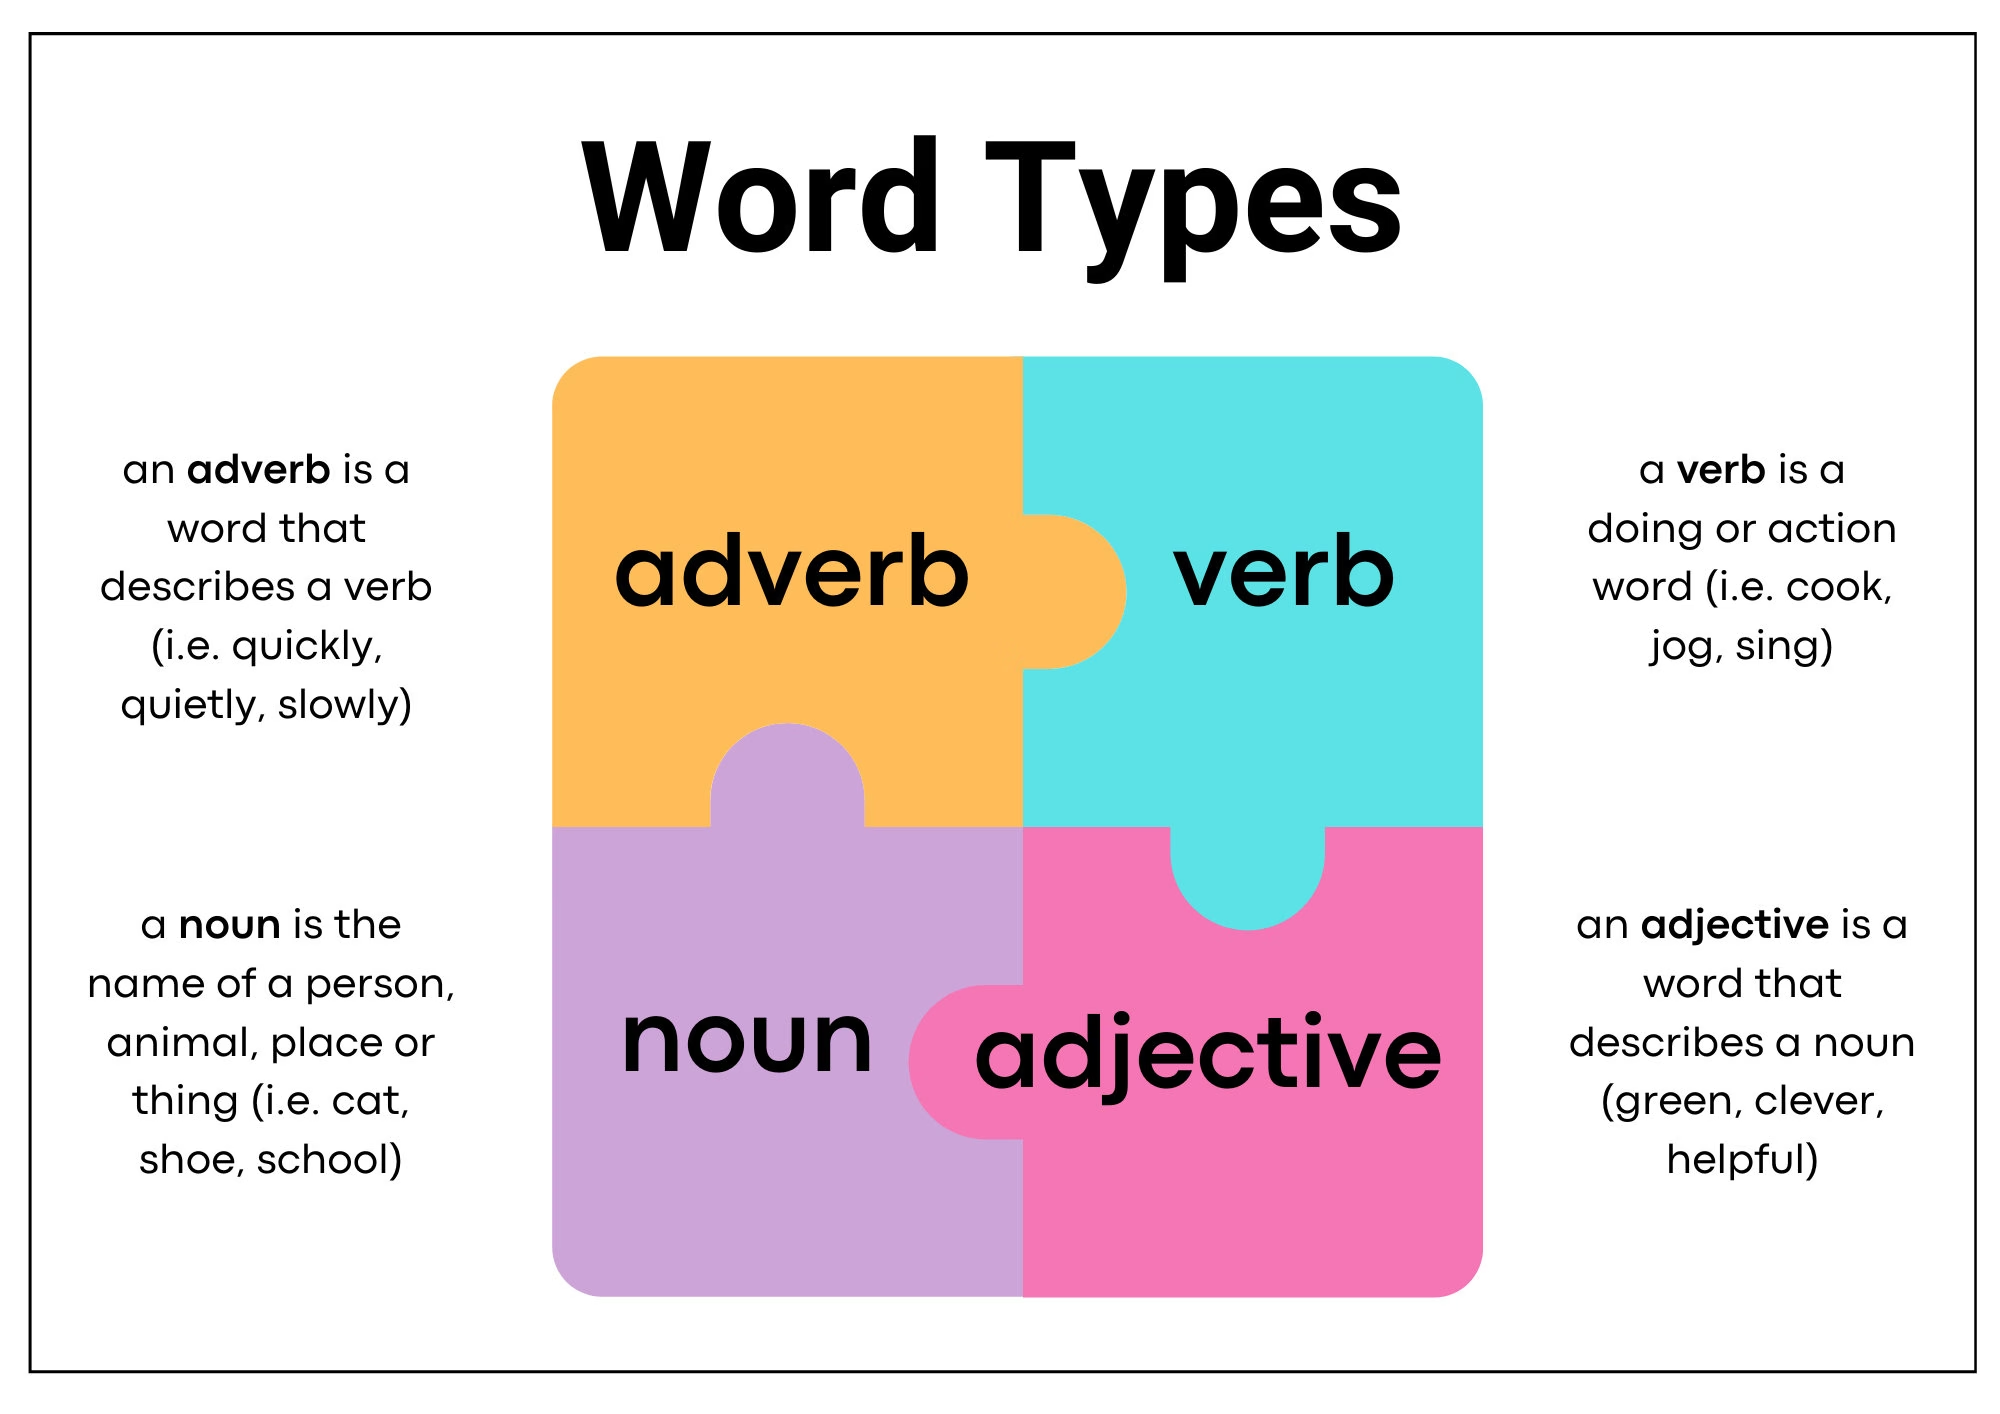 Word Types
an adverb is a
word that
describes a verb
(i.e. quickly,
quietly, slowly)
adverb
verb
a verb is a
doing or action
word (i.e. cook,
jog, sing)
a noun is the
name of a person,
animal, place or
thing (i.e. cat,
shoe, school)
noun
adjective
an adjective is a
word that
describes a noun
(green, clever,
helpful)